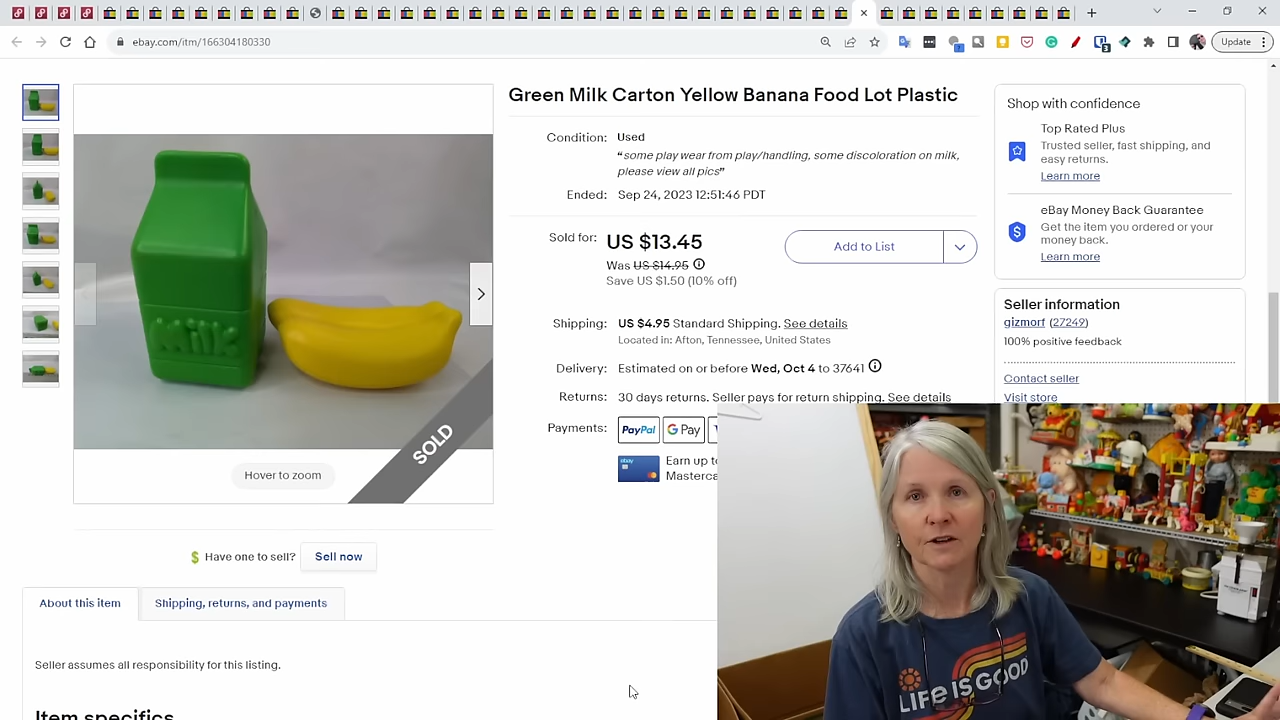 Update
ebay.com/itm/166304180330
Green Milk Carton Yellow Banana Food Lot Plastic
Condition:
Used
“some play wear from play/handling, some discoloration on milk,
please view all pics”
Ended:
Sep 24, 2023 12:51:46 PDT
Sold for:
US $13.45
Was US $14.95
Save US $1.50 (10% off)
Add to List
Shipping:
US $4.95 Standard Shipping. See details
Located in: Afton, Tennessee, United States
Delivery:
Estimated on or before Wed, Oct 4 to 37641
Returns:
30 days returns. Seller pays for return shipping. See details
Payments:
PayPal
G Pay
ebay
Earn up to
Masterca
Milk
SOLD
Hover to zoom
Have one to sell?
Sell now
About this item
Shipping, returns, and payments
Seller assumes all responsibility for this listing.
Item specifics
Shop with confidence
Top Rated Plus
Trusted seller, fast shipping, and
easy returns.
Learn more
eBay Money Back Guarantee
Get the item you ordered or your
money back.
Learn more
Seller information
gizmorf (27249)
100% positive feedback
Contact seller
Visit store
LIFE IS GOOD